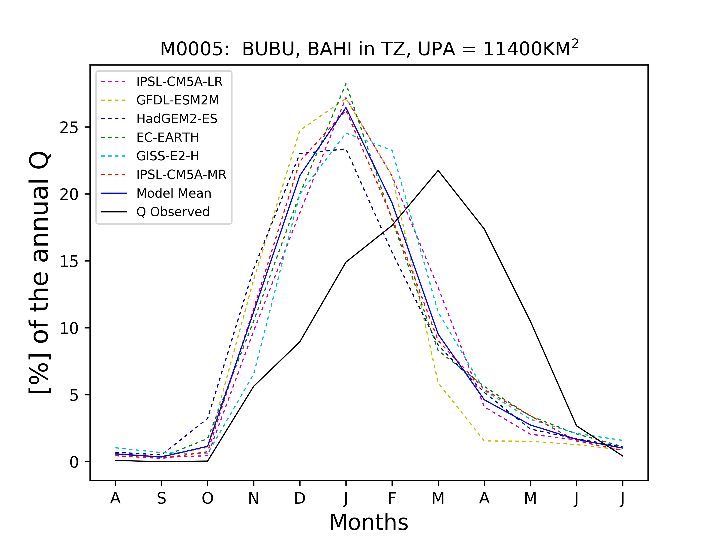 M0005: BUBU, BAHI in TZ, UPA = 11400KM²
IPSL-CM5A-LR
GFDL-ESM2M
HadGEM2-ES
EC-EARTH
GISS-E2-H
IPSL-CM5A-MR
Model Mean
Q Observed
[%] of the annual Q
25
20
15
10
5
0
A S O N D J F M A M J J
Months